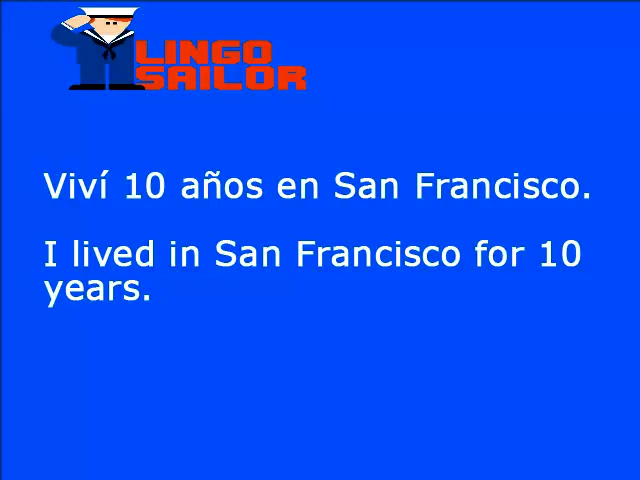 LINGO
SAILOR
Viví 10 años en San Francisco.
I lived in San Francisco for 10
years.